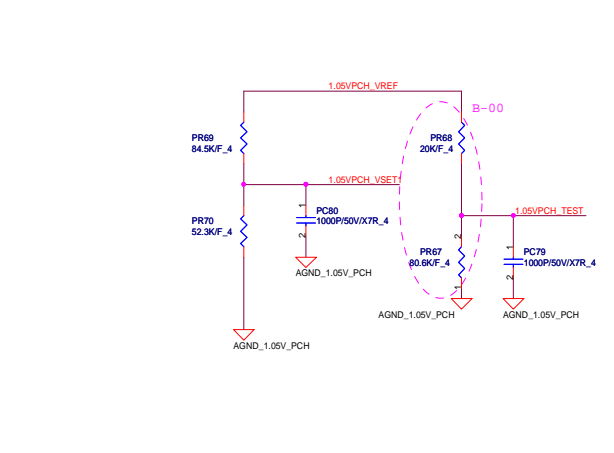 1.05VPCH_VREF
B-00
PR69
84.5K/F_4
PR68
20K/F_4
1.05VPCH_VSET1
PR70
52.3K/F_4
1
PC80
1000P/50V/X7R_4
2
1.05VPCH_TEST
2
PR67
80.6K/F_4
1
1
PC79
1000P/50V/X7R_4
2
AGND_1.05V_PCH
AGND_1.05V_PCH
AGND_1.05V_PCH
AGND_1.05V_PCH